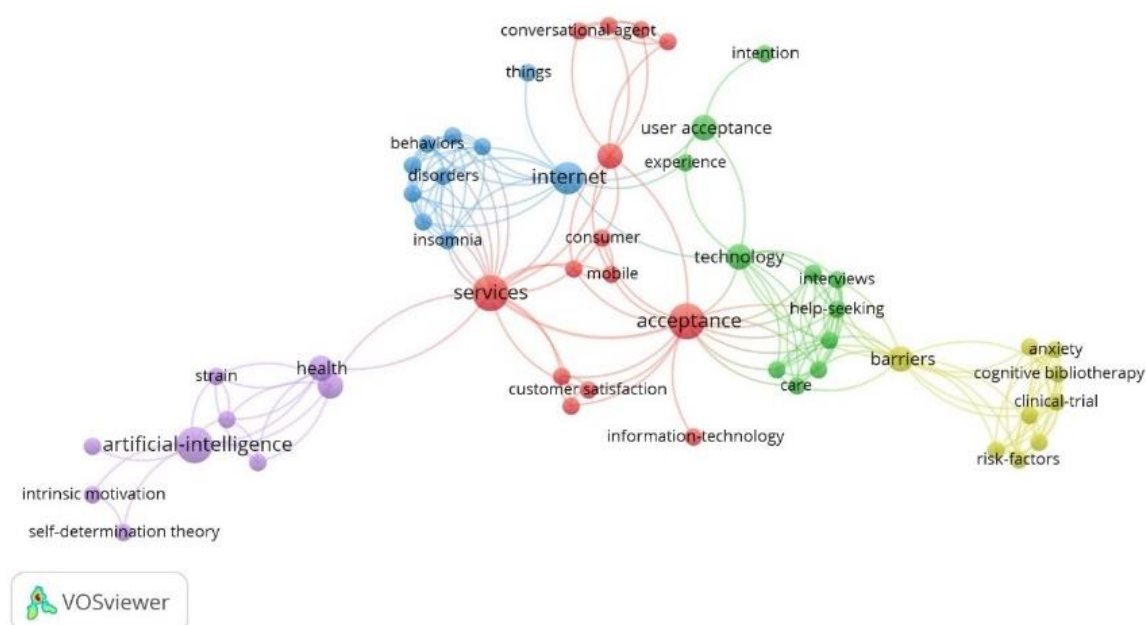 conversational agent
intention
things
user acceptance
behaviors
experience
disorders
internet
insomnia
consumer
technology
mobile
interviews
services
help-seeking
acceptance
barriers
anxiety
health
cognitive bibliotherapy
strain
care
customer satisfaction
clinical-trial
information-technology
artificial-intelligence
risk-factors
intrinsic motivation
self-determination theory
VOSviewer